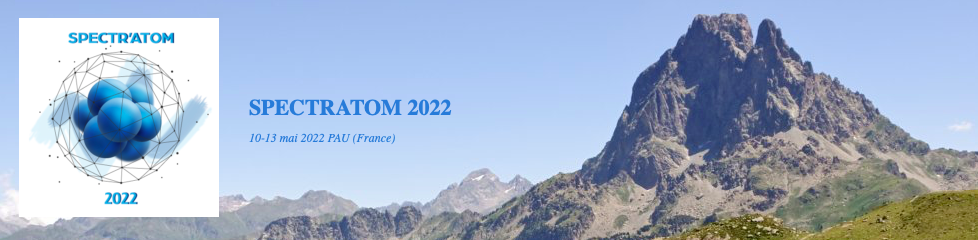 SPECTR'ATOM
2022
SPECTRATOM 2022
10-13 mai 2022 PAU (France)